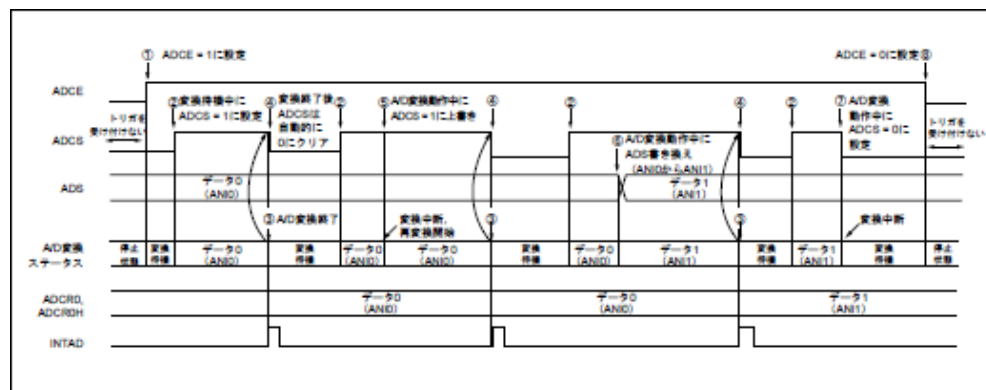 ① ADCE = 1に設定
ADCE = 0に設定 ⑧
ADCE
トリガを
受け付けない
②変換待機中に
ADCS = 1に設定
④ 変換終了後
ADCSは
自動的に
0にクリア
②
⑤A/D変換動作中に
ADCS = 1に上書き
④
②
④
②
⑦A/D変換
動作中に
ADCS = 0に
設定
トリガを
受け付けない
ADCS
⑥A/D変換動作中に
ADS書き換え
(ANI0からANI1)
ADS
データ0
(ANI0)
データ1
(ANI1)
③A/D変換終了
変換中断,
再変換開始
③
③
変換中断
A/D変換
ステータス
停止
状態
変換
待機
データ0
(ANI0)
変換
待機
データ0
(ANI0)
データ0
(ANI0)
変換
待機
データ0
(ANI0)
データ1
(ANI1)
変換
待機
データ1
(ANI1)
変換
待機
停止
状態
ADCR0,
ADCR0H
データ0
(ANI0)
データ0
(ANI0)
データ1
(ANI1)
INTAD